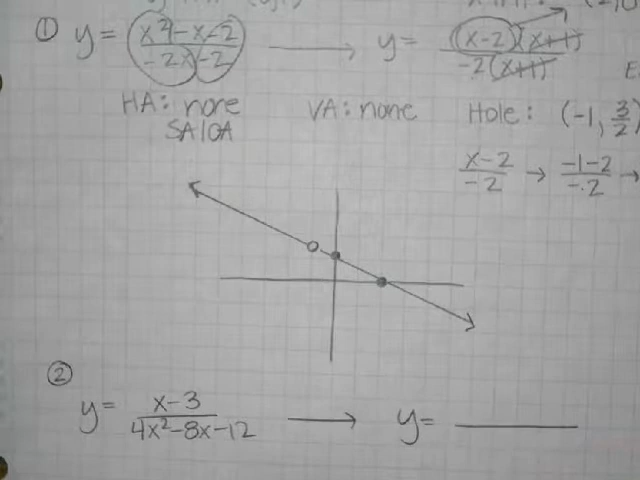 ① y = x²-x-2 / -2x-2 → y = (x-2)(x+1) / -2(x+1)
HA: none VA: none Hole: (-1, 3/2)
SA/OA
x-2 / -2 → -1-2 / -2 →
②
y = x-3 / 4x²-8x-12 → y = ____